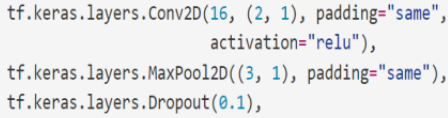 tf.keras.layers.Conv2D(16, (2, 1), padding="same",
activation="relu"),
tf.keras.layers.MaxPool2D((3, 1), padding="same"),
tf.keras.layers.Dropout(0.1),